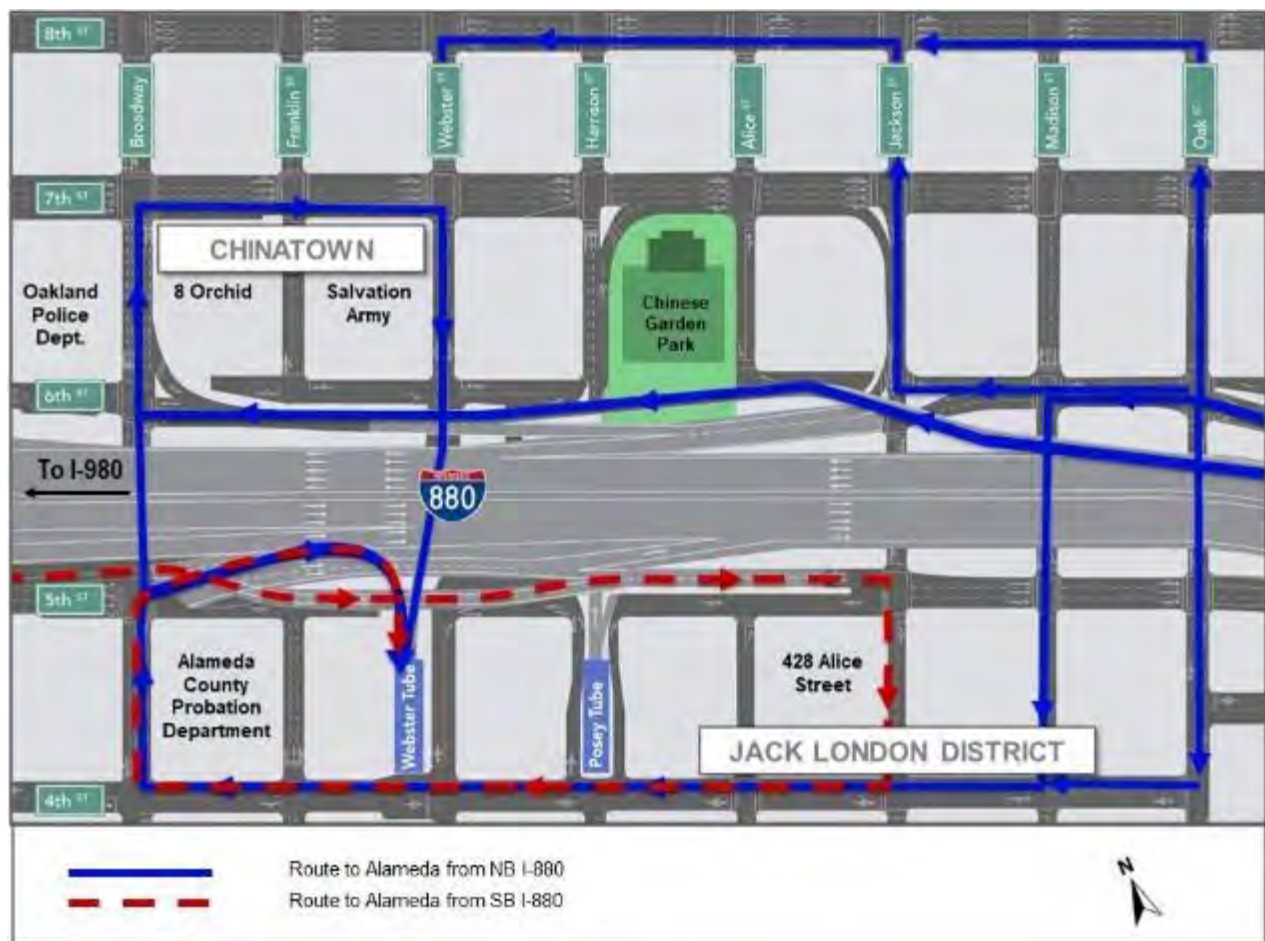 8th ST
Broadway
Franklin ST
Webster ST
Harrison ST
Alice ST
Jackson ST
Madison ST
Oak ST
7th ST
CHINATOWN
Oakland
Police
Dept.
8 Orchid
Salvation
Army
Chinese
Garden
Park
6th ST
To I-980
880
5th ST
Alameda
County
Probation
Department
Webster Tube
Posey Tube
428 Alice
Street
JACK LONDON DISTRICT
4th ST
Route to Alameda from NB I-880
Route to Alameda from SB I-880
N